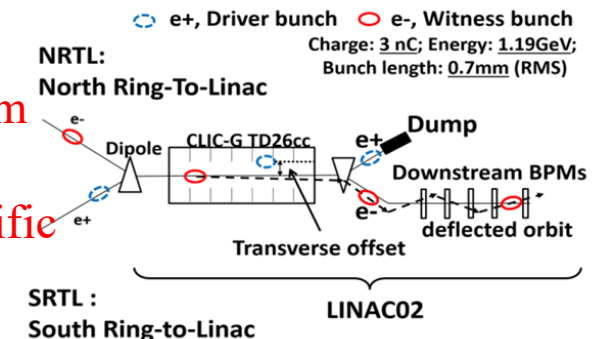 e+, Driver bunch e-, Witness bunch
Charge: 3 nC; Energy: 1.19GeV;
Bunch length: 0.7mm (RMS)
NRTL:
North Ring-To-Linac
e-
Dipole
CLIC-G TD26cc
e+
Dump
Downstream BPMs
e+
e-
deflected orbit
Transverse offset
LINAC02
SRTL :
South Ring-to-Linac